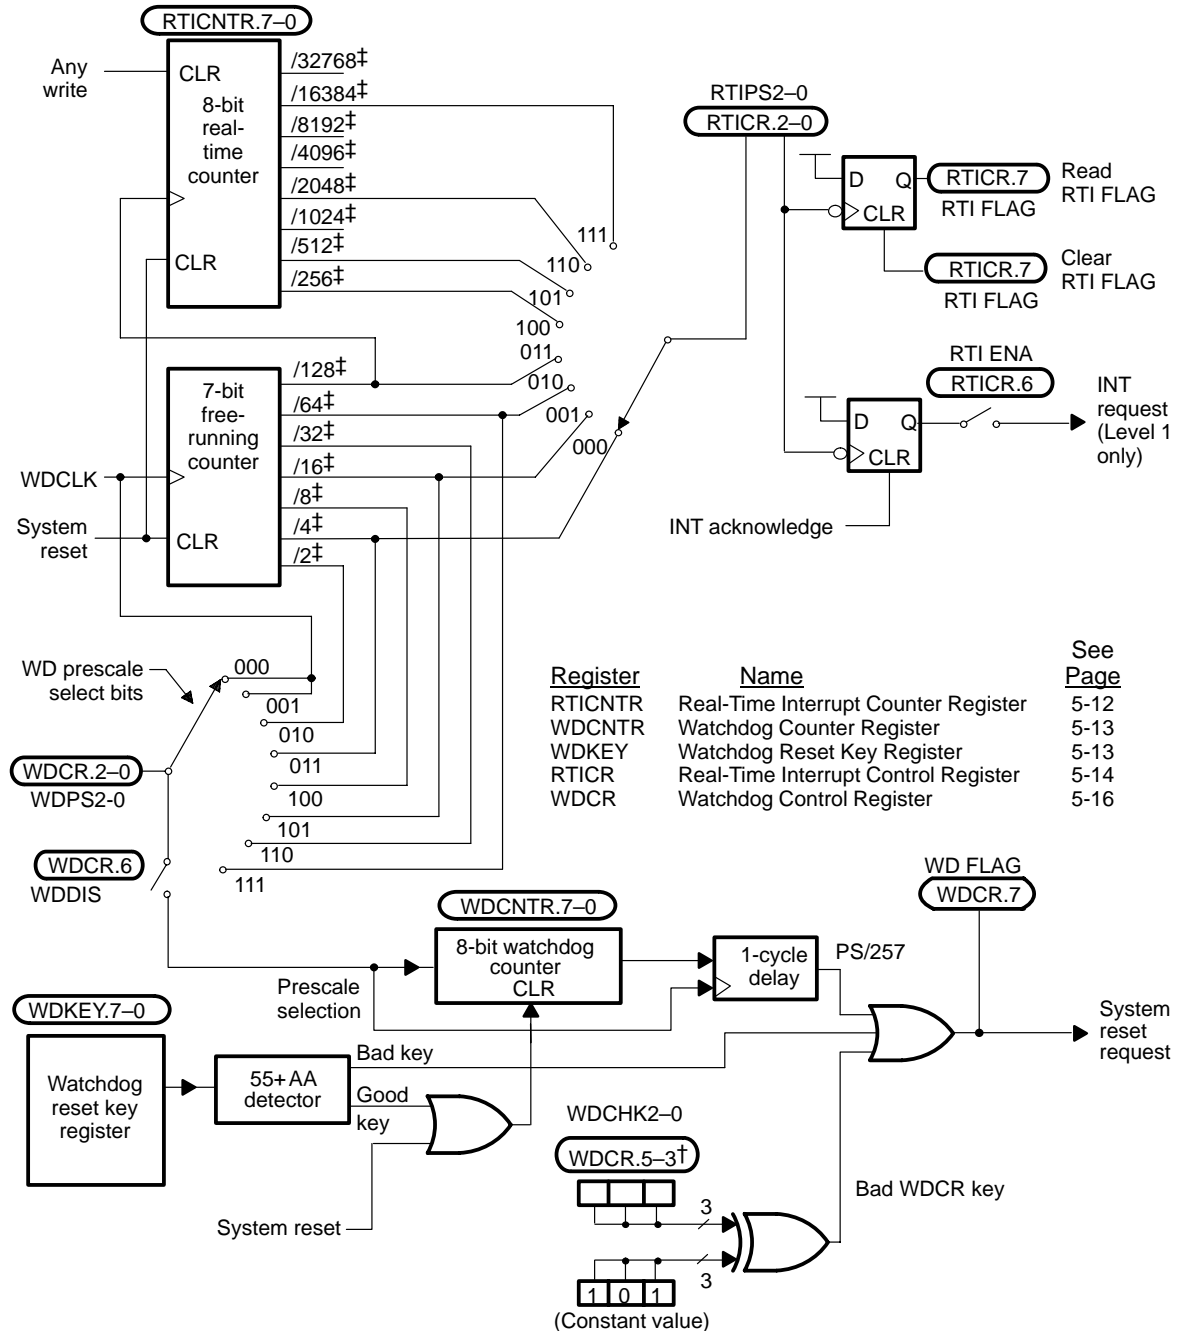 RTICNTR.7–0
Any
write
CLR
8-bit
real-
time
counter
CLR
/32768‡
/16384‡
/8192‡
/4096‡
/2048‡
/1024‡
/512‡
/256‡
111
110
101
100
011
010
001
000
RTIPS2–0
RTICR.2–0
D Q
CLR
RTICR.7
RTI FLAG
Read
RTI FLAG
RTICR.7
RTI FLAG
Clear
RTI FLAG
RTI ENA
RTICR.6
D Q
CLR
INT
request
(Level 1
only)
INT acknowledge
7-bit
free-
running
counter
CLR
WDCLK
System
reset
/128‡
/64‡
/32‡
/16‡
/8‡
/4‡
/2‡
WD prescale
select bits
000
001
010
011
100
101
110
111
WDCR.2–0
WDPS2-0
WDCR.6
WDDIS
See
Register Name Page
RTICNTR Real-Time Interrupt Counter Register 5-12
WDCNTR Watchdog Counter Register 5-13
WDKEY Watchdog Reset Key Register 5-13
RTICR Real-Time Interrupt Control Register 5-14
WDCR Watchdog Control Register 5-16
WD FLAG
WDCR.7
WDCNTR.7–0
8-bit watchdog
counter
CLR
Prescale
selection
1-cycle
delay
PS/257
System
reset
request
WDKEY.7–0
Watchdog
reset key
register
55+AA
detector
Bad key
Good
key
System reset
WDCHK2–0
WDCR.5–3†
3
3
Bad WDCR key
1 0 1
(Constant value)